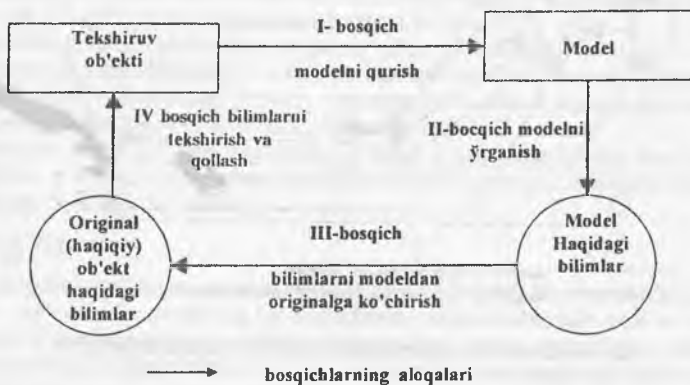 Tekshiruv
ob'ekti
I- bosqich
modelni qurish
Model
IV bosqich bilimlarni
tekshirish va
qollash
II-bocqich modelni
ўrganish
Original
(haqiqiy)
ob'ekt
haqidagi
bilimlar
III-bosqich
bilimlarni modeldan
originalga ko'chirish
Model
Haqidagi
bilimlar
bosqichlarning aloqalari